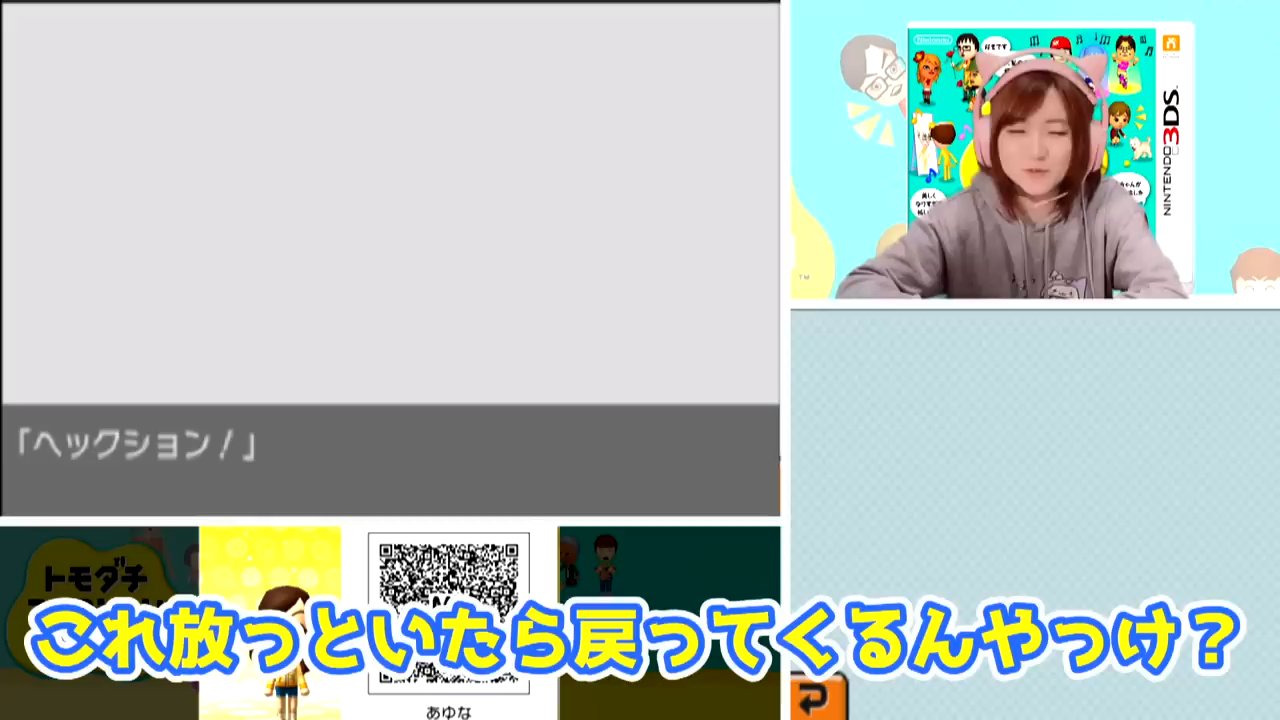 Nintendo
NINTENDO 3DS
TM
「ヘックション！」
トモダチ
これ放っといたら戻ってくるんやっけ？
あゆな